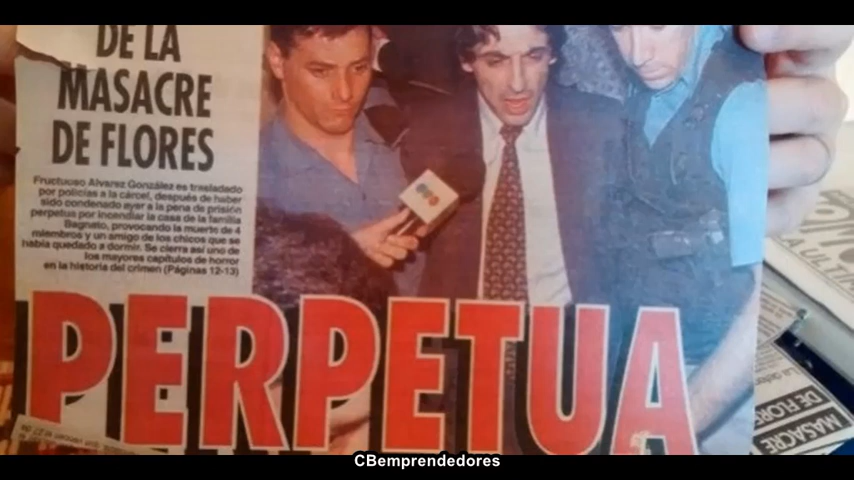 DE LA
MASACRE
DE FLORES
Fructuoso Alvarez González es trasladado
por policías a la cárcel, después de haber
sido condenado ayer a la pena de prisión
perpetua por incendiar la casa de la familia
Bagnato, provocando la muerte de 4
miembros y un amigo de los chicos que se
había quedado a dormir. Se cierra así uno de
los mayores capítulos de horror
en la historia del crimen (Páginas 12-13)
PERPETUA
LA ULTIM
MASACRE
DE FLORE
CBemprendedores